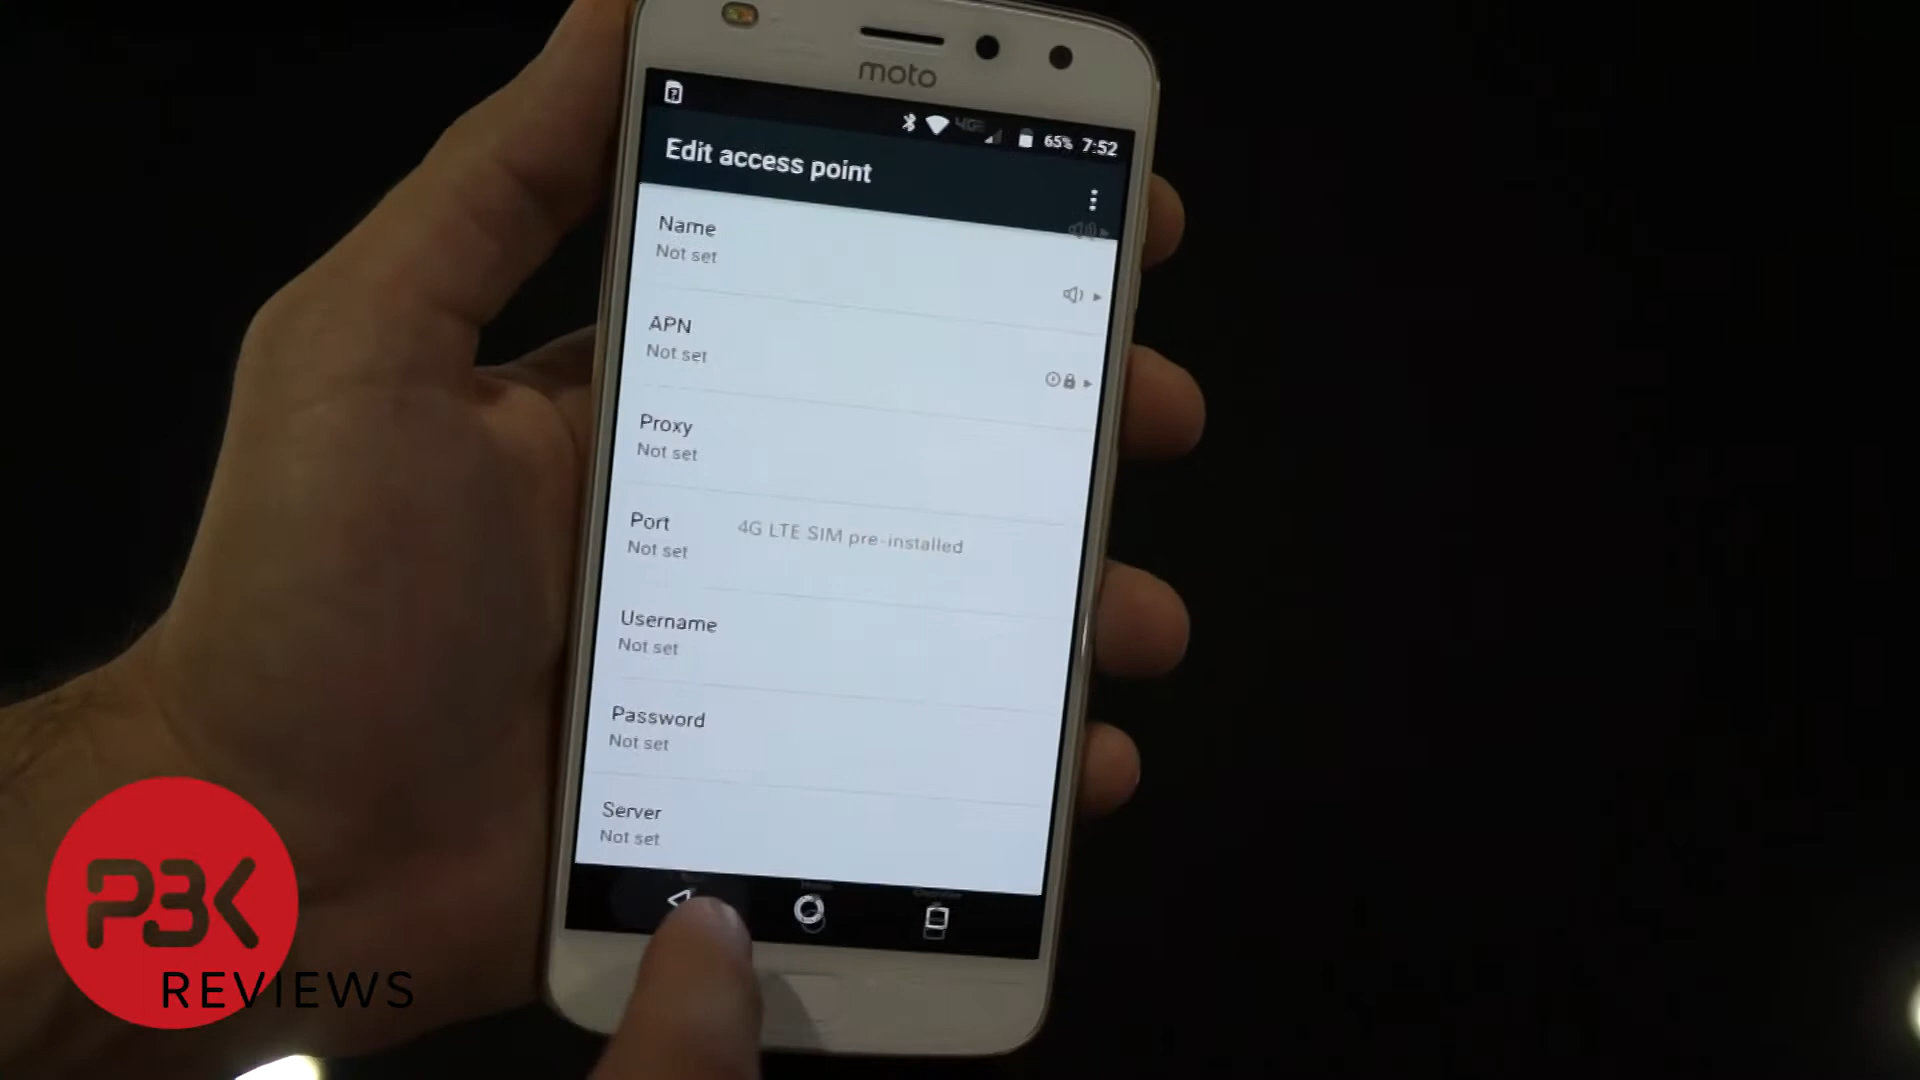 moto
4G 65% 7:52
Edit access point
Name
Not set
APN
Not set
Proxy
Not set
Port
Not set
4G LTE SIM pre-installed
Username
Not set
Password
Not set
Server
Not set
P3K
REVIEWS